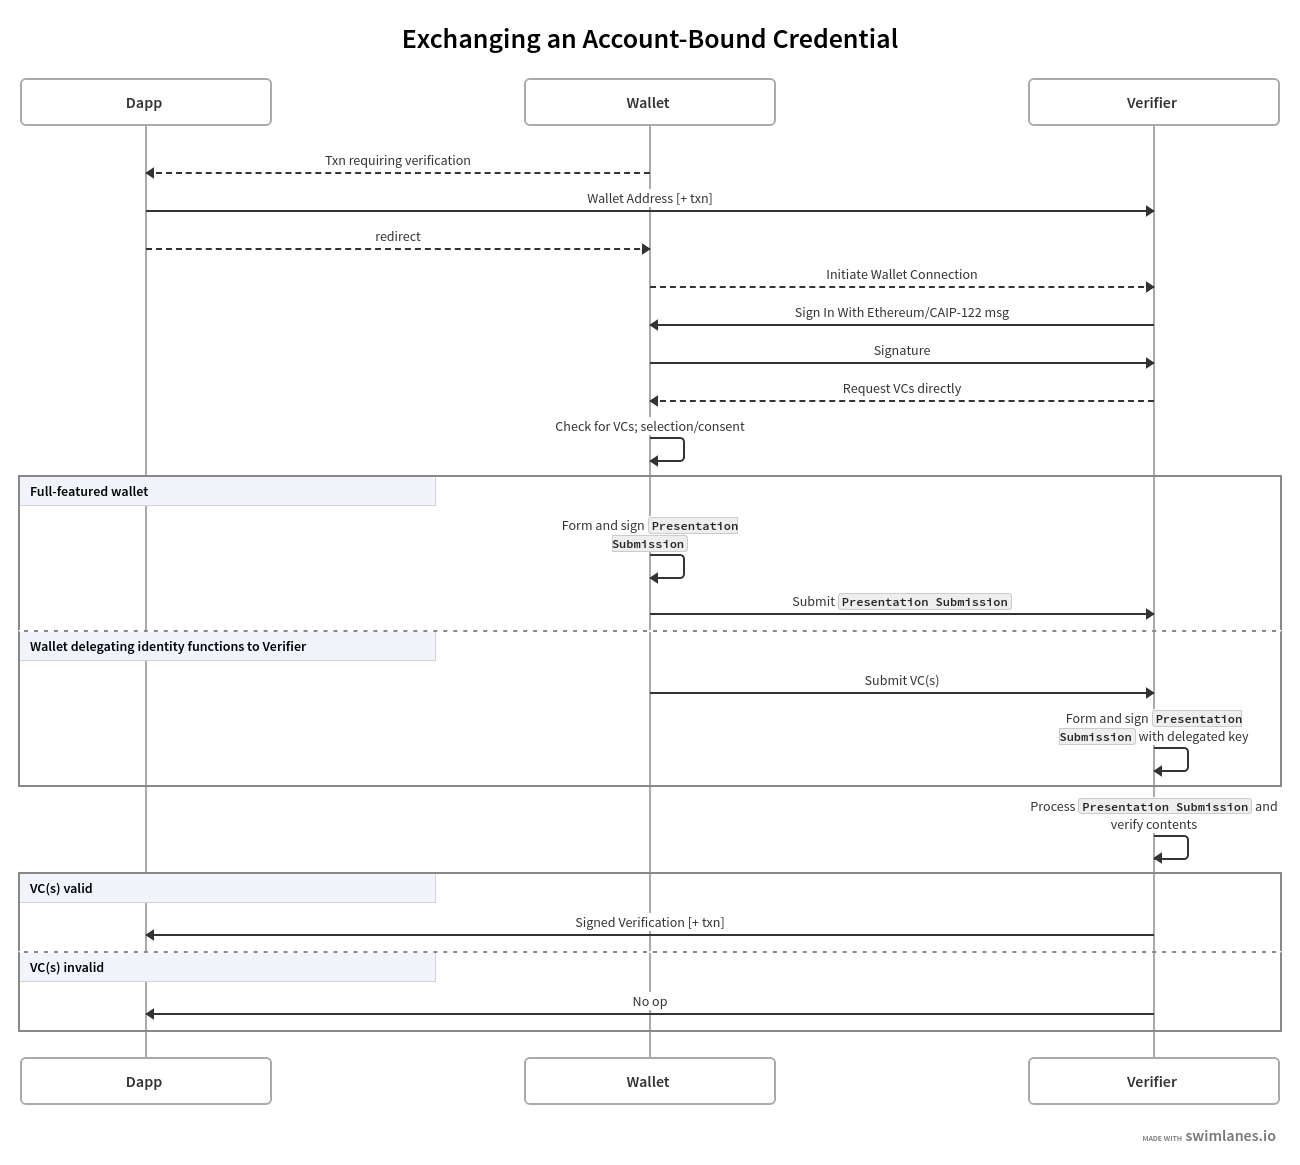 Exchanging an Account-Bound Credential
Dapp
Wallet
Verifier
Txn requiring verification
Wallet Address [+ txn]
redirect
Initiate Wallet Connection
Sign In With Ethereum/CAIP-122 msg
Signature
Request VCs directly
Check for VCs; selection/consent
Full-featured wallet
Form and sign Presentation
Submission
Submit Presentation Submission
Wallet delegating identity functions to Verifier
Submit VC(s)
Form and sign Presentation
Submission with delegated key
Process Presentation Submission and
verify contents
VC(s) valid
Signed Verification [+ txn]
VC(s) invalid
No op
Dapp
Wallet
Verifier
MADE WITH swimlanes.io